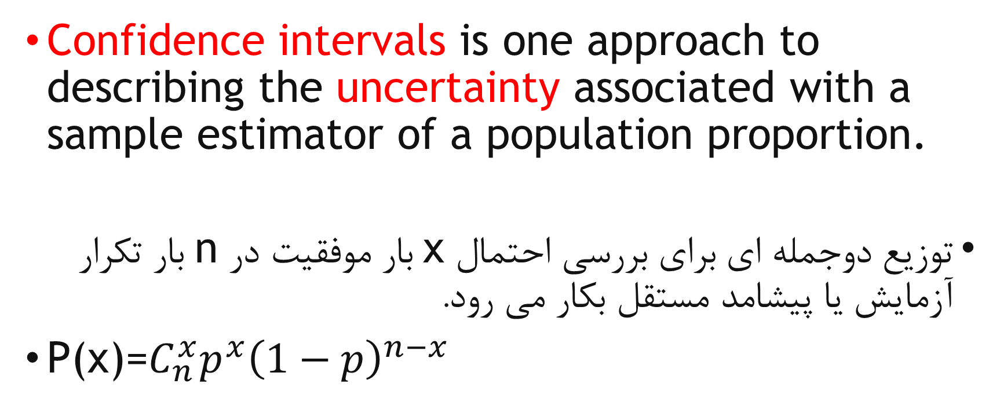 • Confidence intervals is one approach to
describing the uncertainty associated with a
sample estimator of a population proportion.
• توزیع دوجمله ای برای بررسی احتمال x بار موفقیت در n بار تکرار
آزمایش یا پیشامد مستقل بکار می رود.
• P(x)=$C_n^x p^x (1-p)^{n-x}$